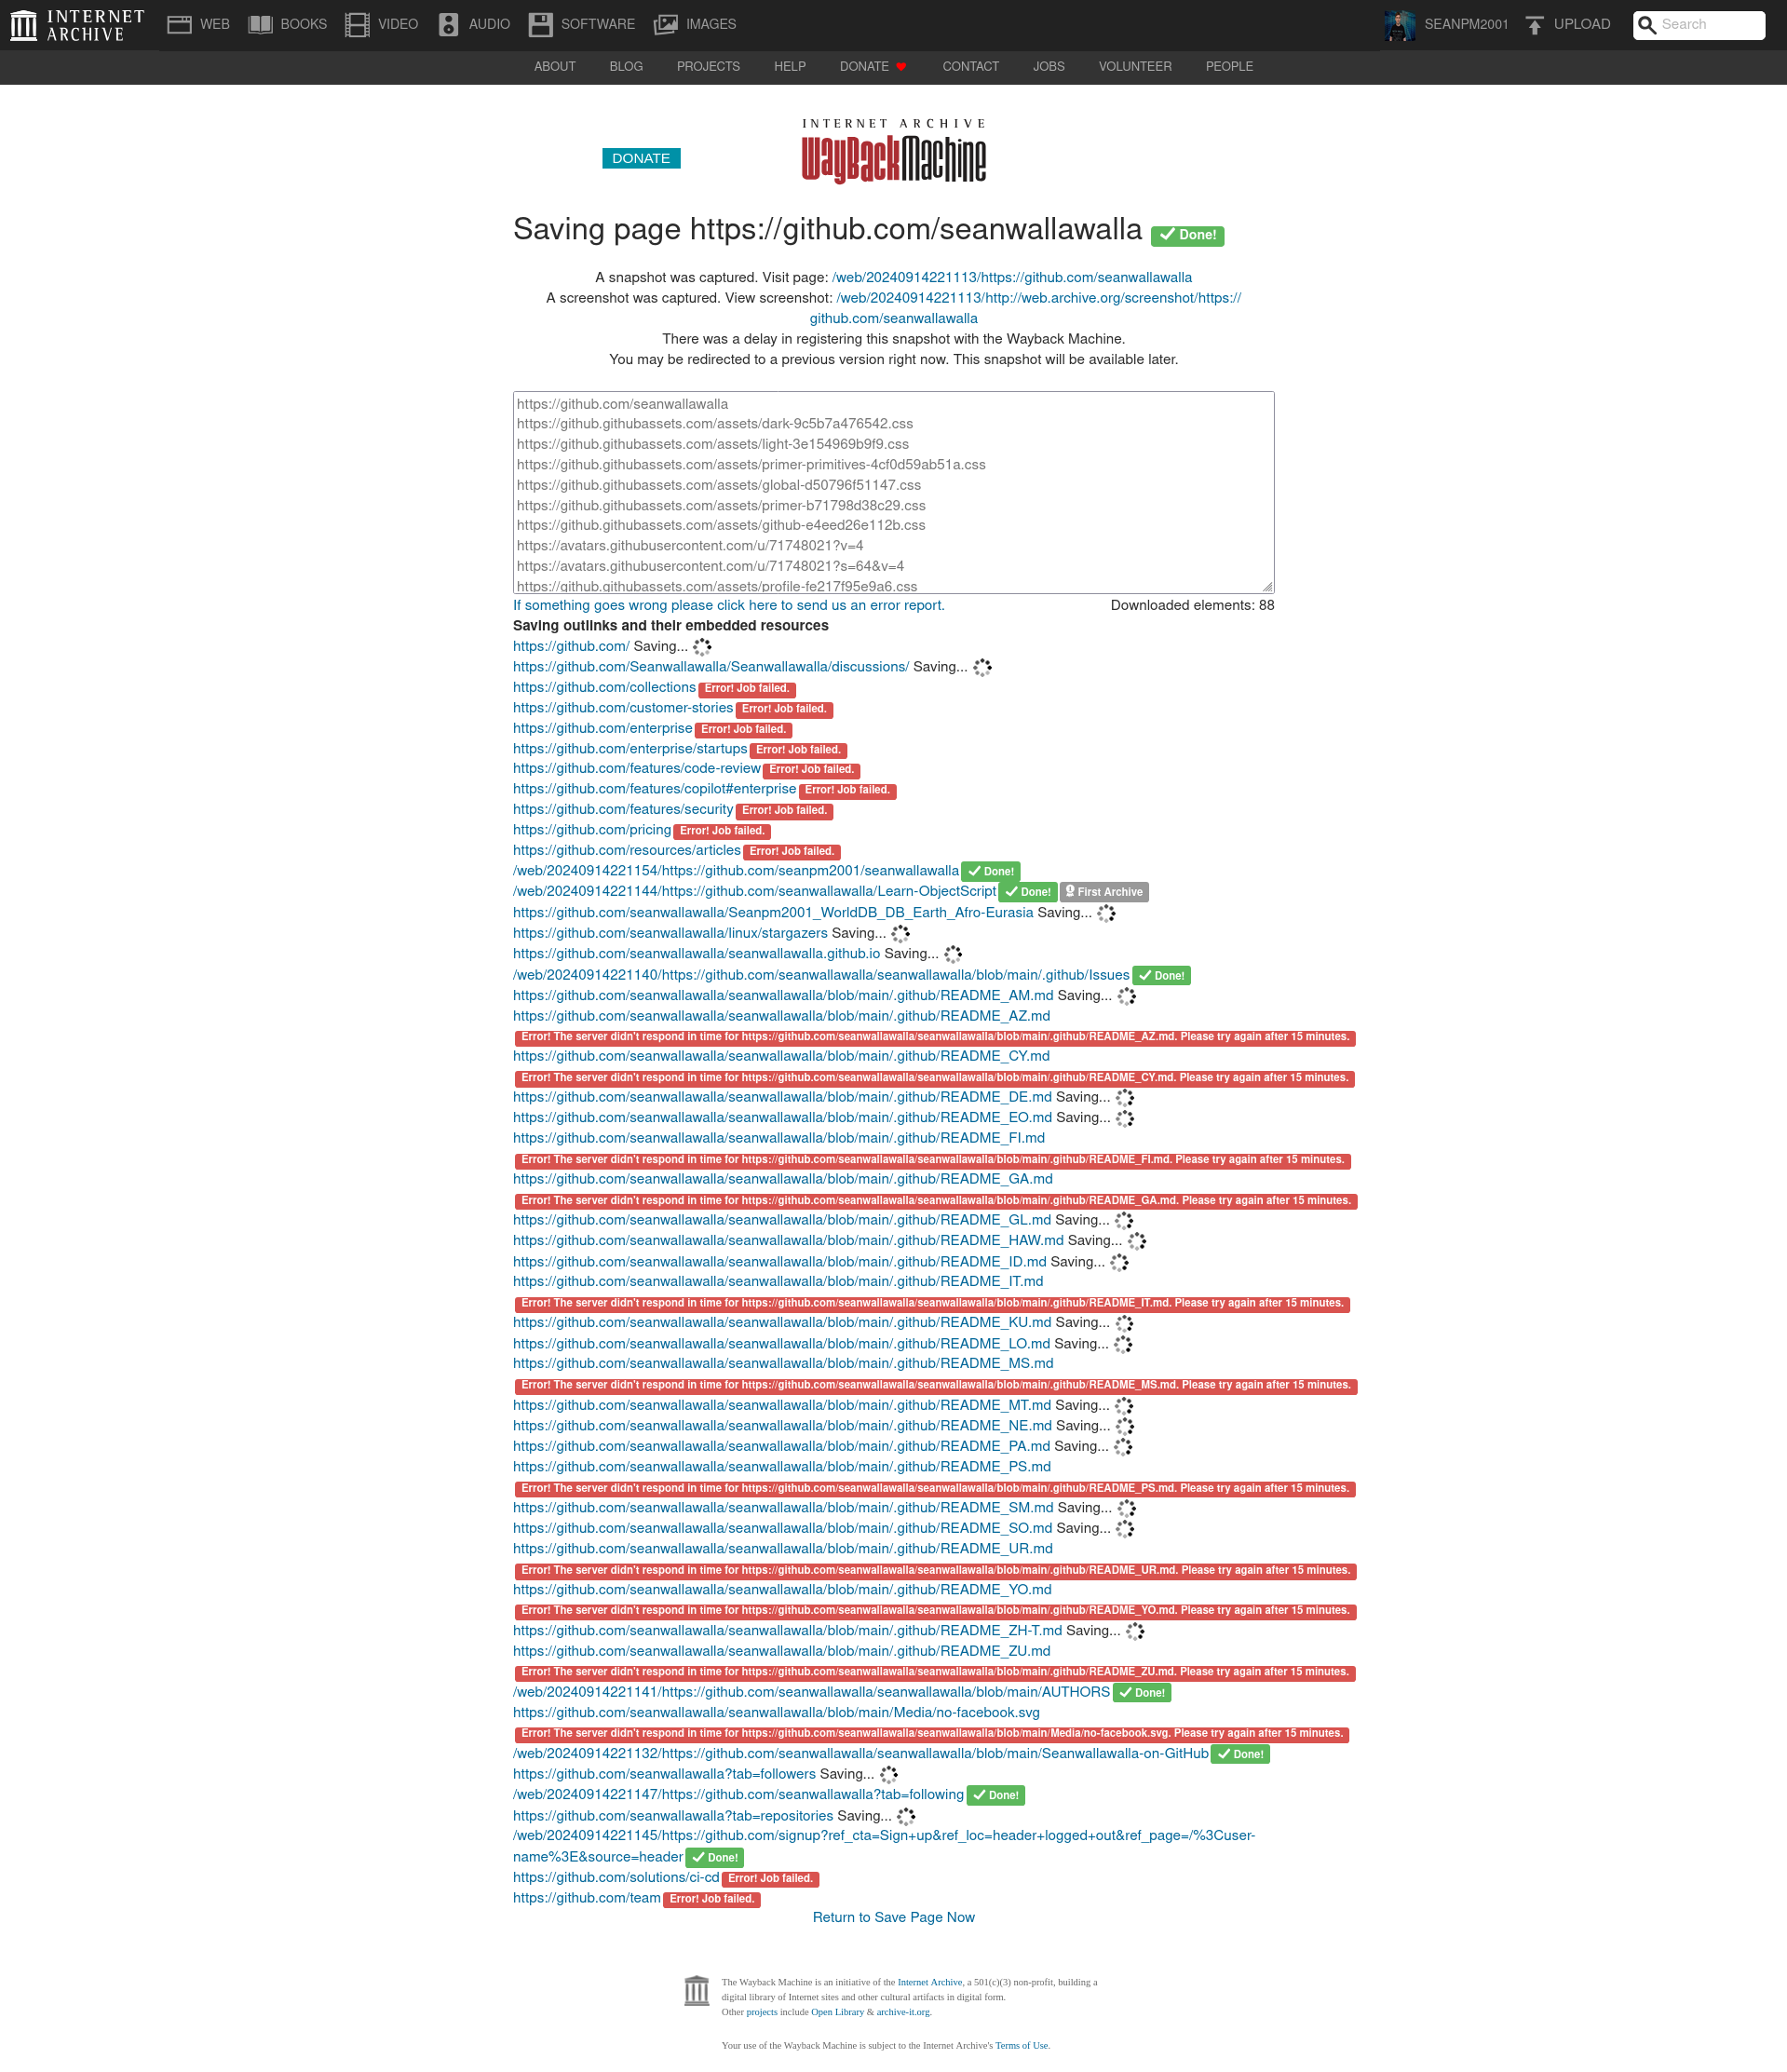 INTERNET ARCHIVE
WEB BOOKS VIDEO AUDIO SOFTWARE IMAGES SEANPM2001 UPLOAD Search
ABOUT BLOG PROJECTS HELP DONATE CONTACT JOBS VOLUNTEER PEOPLE
INTERNET ARCHIVE
DONATE
WayBackMachine
Saving page https://github.com/seanwallawalla Done!
A snapshot was captured. Visit page: /web/20240914221113/https://github.com/seanwallawalla
A screenshot was captured. View screenshot: /web/20240914221113/http://web.archive.org/screenshot/https://
github.com/seanwallawalla
There was a delay in registering this snapshot with the Wayback Machine.
You may be redirected to a previous version right now. This snapshot will be available later.
https://github.com/seanwallawalla
https://github.githubassets.com/assets/dark-9c5b7a476542.css
https://github.githubassets.com/assets/light-3e154969b9f9.css
https://github.githubassets.com/assets/primer-primitives-4cf0d59ab51a.css
https://github.githubassets.com/assets/global-d50796f51147.css
https://github.githubassets.com/assets/primer-b71798d38c29.css
https://github.githubassets.com/assets/github-e4eed26e112b.css
https://avatars.githubusercontent.com/u/71748021?v=4
https://avatars.githubusercontent.com/u/71748021?s=64&v=4
https://github.githubassets.com/assets/profile-fe217f95e9a6.css
If something goes wrong please click here to send us an error report. Downloaded elements: 88
Saving outlinks and their embedded resources
https://github.com/ Saving...
https://github.com/Seanwallawalla/Seanwallawalla/discussions/ Saving...
https://github.com/collections Error! Job failed.
https://github.com/customer-stories Error! Job failed.
https://github.com/enterprise Error! Job failed.
https://github.com/enterprise/startups Error! Job failed.
https://github.com/features/code-review Error! Job failed.
https://github.com/features/copilot#enterprise Error! Job failed.
https://github.com/features/security Error! Job failed.
https://github.com/pricing Error! Job failed.
https://github.com/resources/articles Error! Job failed.
/web/20240914221154/https://github.com/seanpm2001/seanwallawalla Done!
/web/20240914221144/https://github.com/seanwallawalla/Learn-ObjectScript Done! First Archive
https://github.com/seanwallawalla/Seanpm2001_WorldDB_DB_Earth_Afro-Eurasia Saving...
https://github.com/seanwallawalla/linux/stargazers Saving...
https://github.com/seanwallawalla/seanwallawalla.github.io Saving...
/web/20240914221140/https://github.com/seanwallawalla/seanwallawalla/blob/main/.github/Issues Done!
https://github.com/seanwallawalla/seanwallawalla/blob/main/.github/README_AM.md Saving...
https://github.com/seanwallawalla/seanwallawalla/blob/main/.github/README_AZ.md
Error! The server didn't respond in time for https://github.com/seanwallawalla/seanwallawalla/blob/main/.github/README_AZ.md. Please try again after 15 minutes.
https://github.com/seanwallawalla/seanwallawalla/blob/main/.github/README_CY.md
Error! The server didn't respond in time for https://github.com/seanwallawalla/seanwallawalla/blob/main/.github/README_CY.md. Please try again after 15 minutes.
https://github.com/seanwallawalla/seanwallawalla/blob/main/.github/README_DE.md Saving...
https://github.com/seanwallawalla/seanwallawalla/blob/main/.github/README_EO.md Saving...
https://github.com/seanwallawalla/seanwallawalla/blob/main/.github/README_FI.md
Error! The server didn't respond in time for https://github.com/seanwallawalla/seanwallawalla/blob/main/.github/README_FI.md. Please try again after 15 minutes.
https://github.com/seanwallawalla/seanwallawalla/blob/main/.github/README_GA.md
Error! The server didn't respond in time for https://github.com/seanwallawalla/seanwallawalla/blob/main/.github/README_GA.md. Please try again after 15 minutes.
https://github.com/seanwallawalla/seanwallawalla/blob/main/.github/README_GL.md Saving...
https://github.com/seanwallawalla/seanwallawalla/blob/main/.github/README_HAW.md Saving...
https://github.com/seanwallawalla/seanwallawalla/blob/main/.github/README_ID.md Saving...
https://github.com/seanwallawalla/seanwallawalla/blob/main/.github/README_IT.md
Error! The server didn't respond in time for https://github.com/seanwallawalla/seanwallawalla/blob/main/.github/README_IT.md. Please try again after 15 minutes.
https://github.com/seanwallawalla/seanwallawalla/blob/main/.github/README_KU.md Saving...
https://github.com/seanwallawalla/seanwallawalla/blob/main/.github/README_LO.md Saving...
https://github.com/seanwallawalla/seanwallawalla/blob/main/.github/README_MS.md
Error! The server didn't respond in time for https://github.com/seanwallawalla/seanwallawalla/blob/main/.github/README_MS.md. Please try again after 15 minutes.
https://github.com/seanwallawalla/seanwallawalla/blob/main/.github/README_MT.md Saving...
https://github.com/seanwallawalla/seanwallawalla/blob/main/.github/README_NE.md Saving...
https://github.com/seanwallawalla/seanwallawalla/blob/main/.github/README_PA.md Saving...
https://github.com/seanwallawalla/seanwallawalla/blob/main/.github/README_PS.md
Error! The server didn't respond in time for https://github.com/seanwallawalla/seanwallawalla/blob/main/.github/README_PS.md. Please try again after 15 minutes.
https://github.com/seanwallawalla/seanwallawalla/blob/main/.github/README_SM.md Saving...
https://github.com/seanwallawalla/seanwallawalla/blob/main/.github/README_SO.md Saving...
https://github.com/seanwallawalla/seanwallawalla/blob/main/.github/README_UR.md
Error! The server didn't respond in time for https://github.com/seanwallawalla/seanwallawalla/blob/main/.github/README_UR.md. Please try again after 15 minutes.
https://github.com/seanwallawalla/seanwallawalla/blob/main/.github/README_YO.md
Error! The server didn't respond in time for https://github.com/seanwallawalla/seanwallawalla/blob/main/.github/README_YO.md. Please try again after 15 minutes.
https://github.com/seanwallawalla/seanwallawalla/blob/main/.github/README_ZH-T.md Saving...
https://github.com/seanwallawalla/seanwallawalla/blob/main/.github/README_ZU.md
Error! The server didn't respond in time for https://github.com/seanwallawalla/seanwallawalla/blob/main/.github/README_ZU.md. Please try again after 15 minutes.
/web/20240914221141/https://github.com/seanwallawalla/seanwallawalla/blob/main/AUTHORS Done!
https://github.com/seanwallawalla/seanwallawalla/blob/main/Media/no-facebook.svg
Error! The server didn't respond in time for https://github.com/seanwallawalla/seanwallawalla/blob/main/Media/no-facebook.svg. Please try again after 15 minutes.
/web/20240914221132/https://github.com/seanwallawalla/seanwallawalla/blob/main/Seanwallawalla-on-GitHub Done!
https://github.com/seanwallawalla?tab=followers Saving...
/web/20240914221147/https://github.com/seanwallawalla?tab=following Done!
https://github.com/seanwallawalla?tab=repositories Saving...
/web/20240914221145/https://github.com/signup?ref_cta=Sign+up&ref_loc=header+logged+out&ref_page=/%3Cuser-
name%3E&source=header Done!
https://github.com/solutions/ci-cd Error! Job failed.
https://github.com/team Error! Job failed.
Return to Save Page Now
The Wayback Machine is an initiative of the Internet Archive, a 501(c)(3) non-profit, building a
digital library of Internet sites and other cultural artifacts in digital form.
Other projects include Open Library & archive-it.org.
Your use of the Wayback Machine is subject to the Internet Archive's Terms of Use.